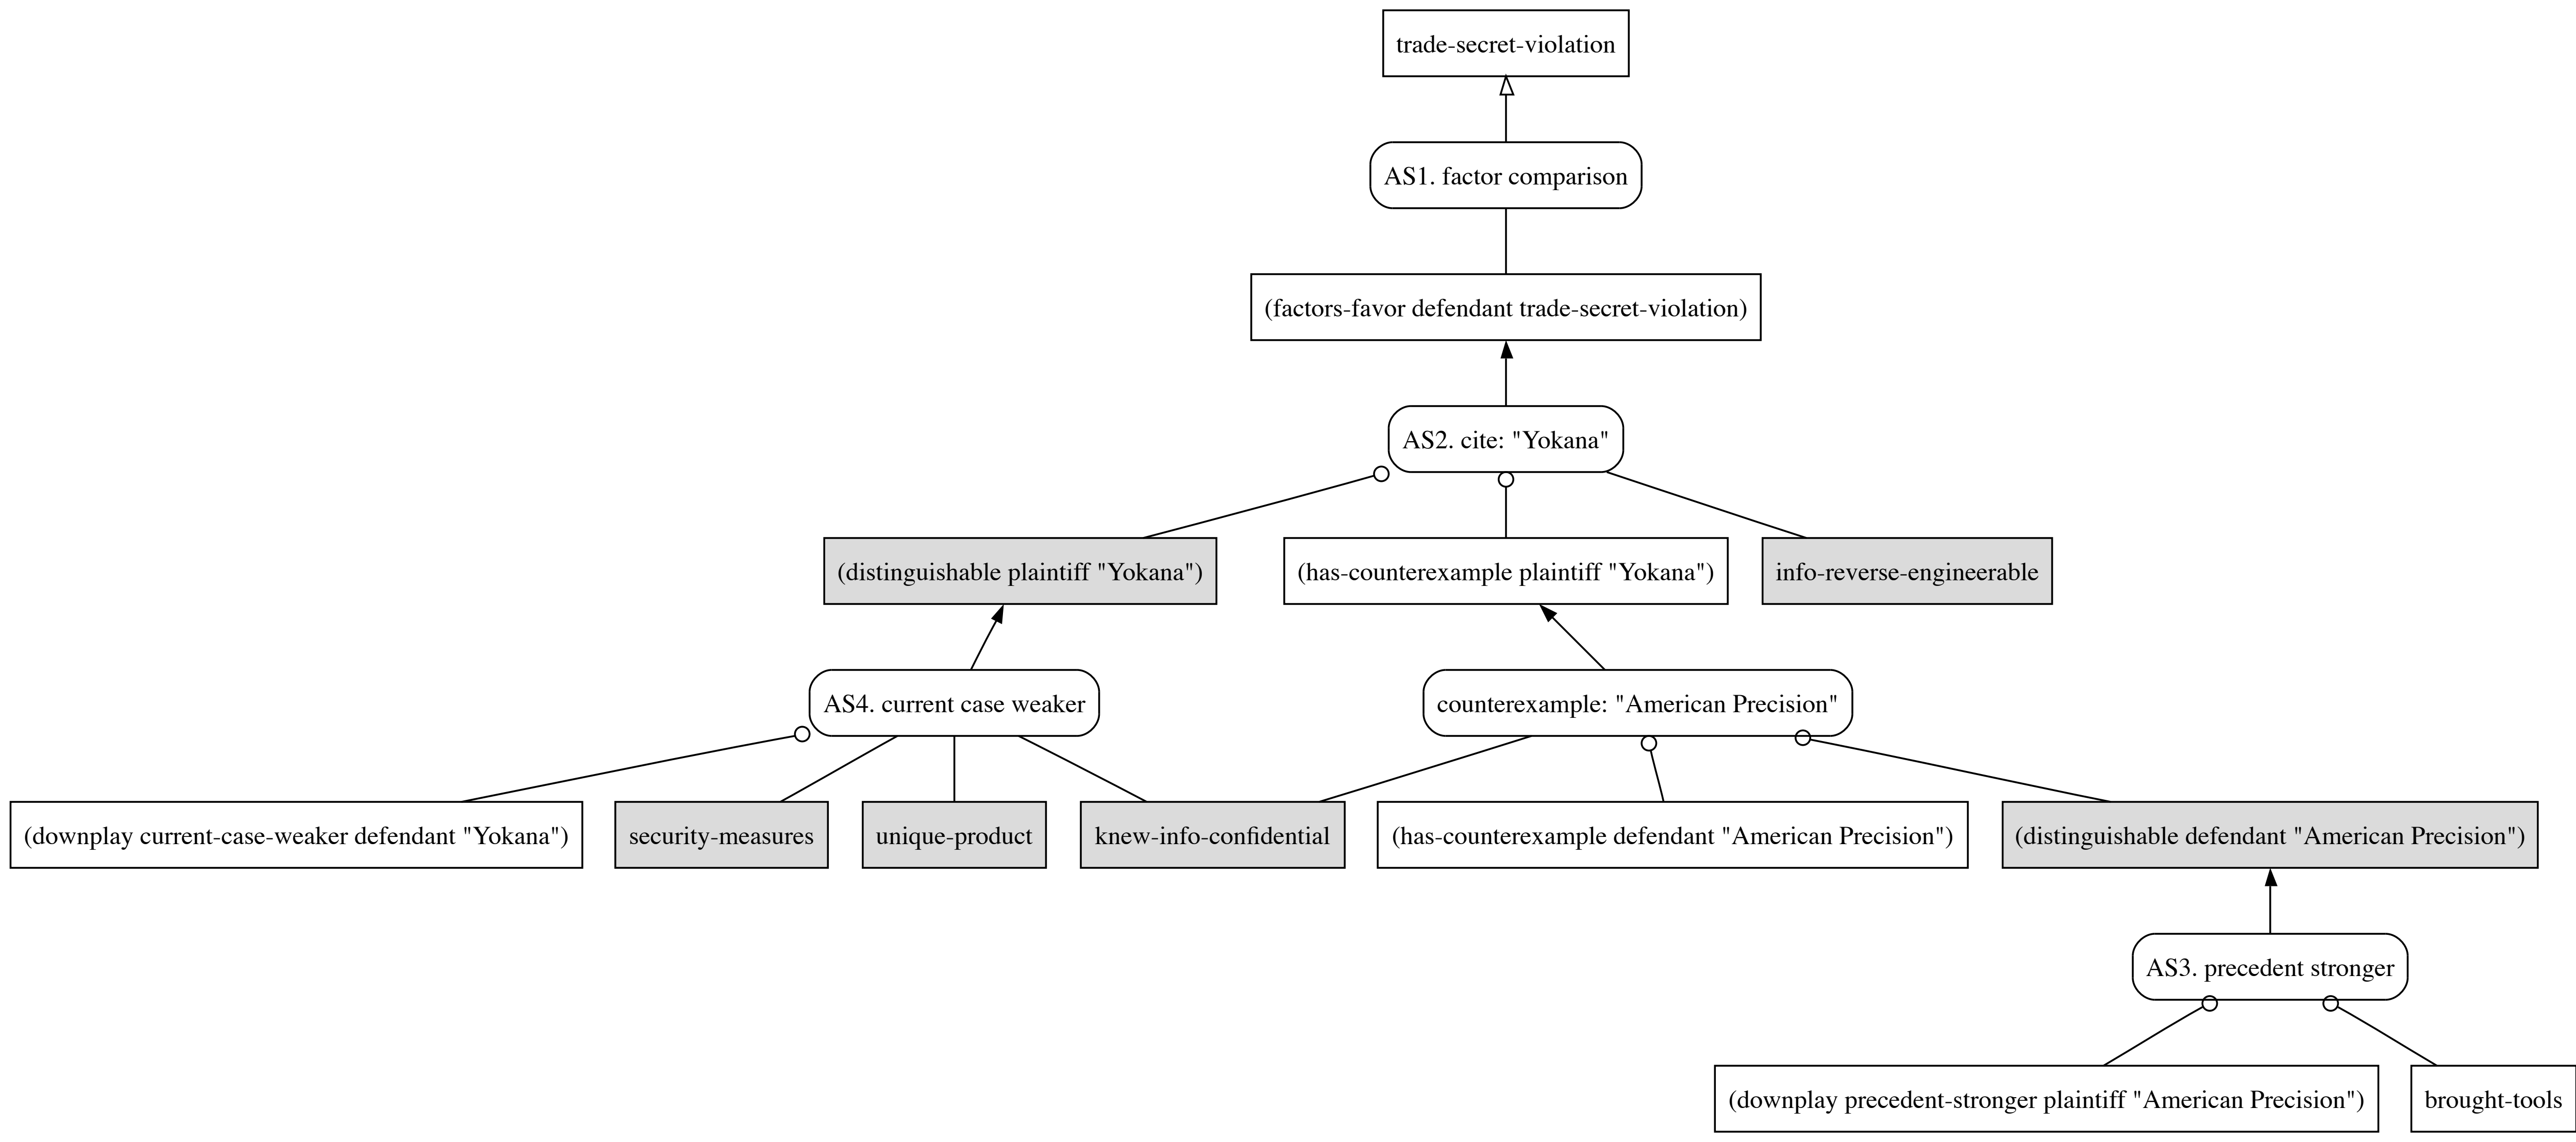 trade-secret-violation
AS1. factor comparison
(factors-favor defendant trade-secret-violation)
AS2. cite: "Yokana"
(distinguishable plaintiff "Yokana")
(has-counterexample plaintiff "Yokana")
info-reverse-engineerable
AS4. current case weaker
counterexample: "American Precision"
(downplay current-case-weaker defendant "Yokana")
security-measures
unique-product
knew-info-confidential
(has-counterexample defendant "American Precision")
(distinguishable defendant "American Precision")
AS3. precedent stronger
(downplay precedent-stronger plaintiff "American Precision")
brought-tools